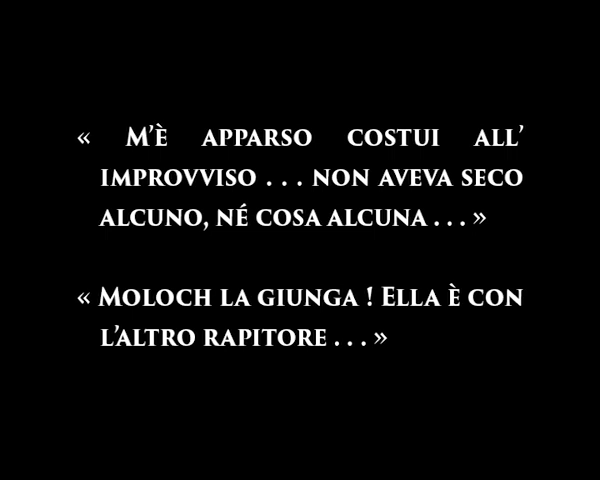 « M’È APPARSO COSTUI ALL’
IMPROVVISO . . . NON AVEVA SECO
ALCUNO, NÉ COSA ALCUNA . . . »
« MOLOCH LA GIUNGA ! ELLA È CON
L’ALTRO RAPITORE . . . »